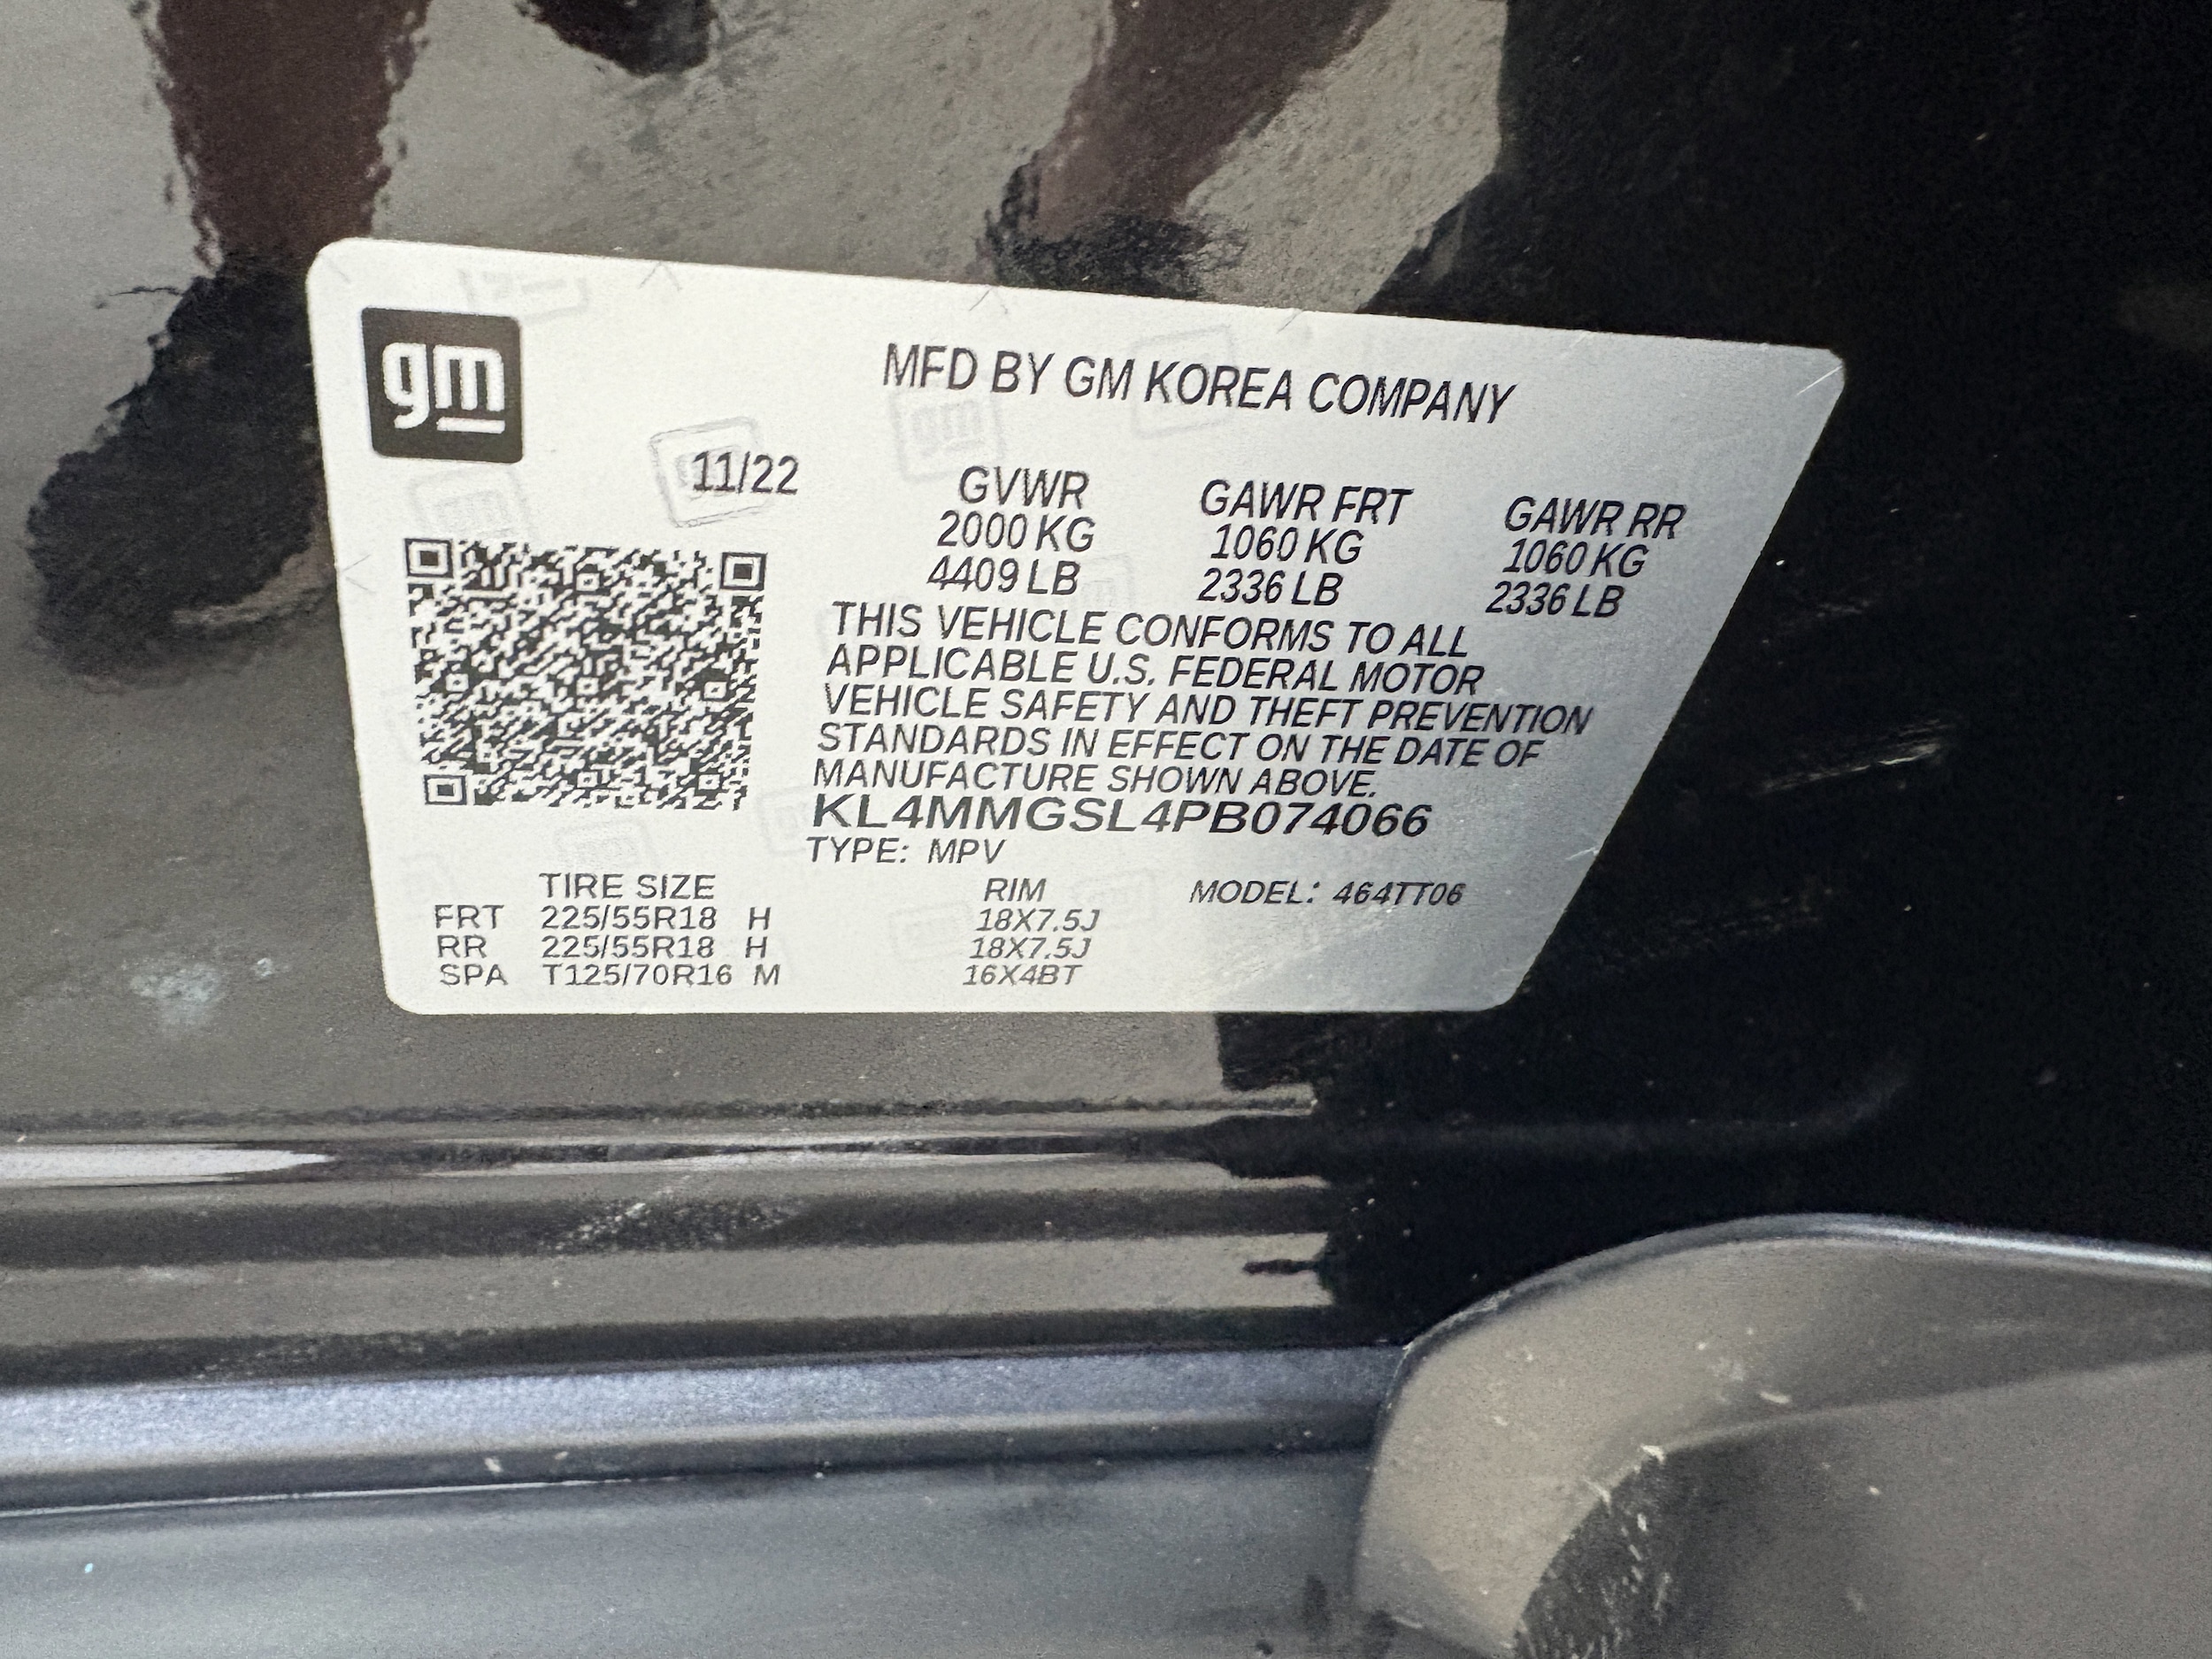 gm
MFD BY GM KOREA COMPANY
11/22
GVWR GAWR FRT GAWR RR
2000 KG 1060 KG 1060 KG
4409 LB 2336 LB 2336 LB
THIS VEHICLE CONFORMS TO ALL
APPLICABLE U.S. FEDERAL MOTOR
VEHICLE SAFETY AND THEFT PREVENTION
STANDARDS IN EFFECT ON THE DATE OF
MANUFACTURE SHOWN ABOVE.
KL4MMGSL4PB074066
TYPE: MPV
TIRE SIZE RIM MODEL: 464TT06
FRT 225/55R18 H 18X7.5J
RR 225/55R18 H 18X7.5J
SPA T125/70R16 M 16X4BT